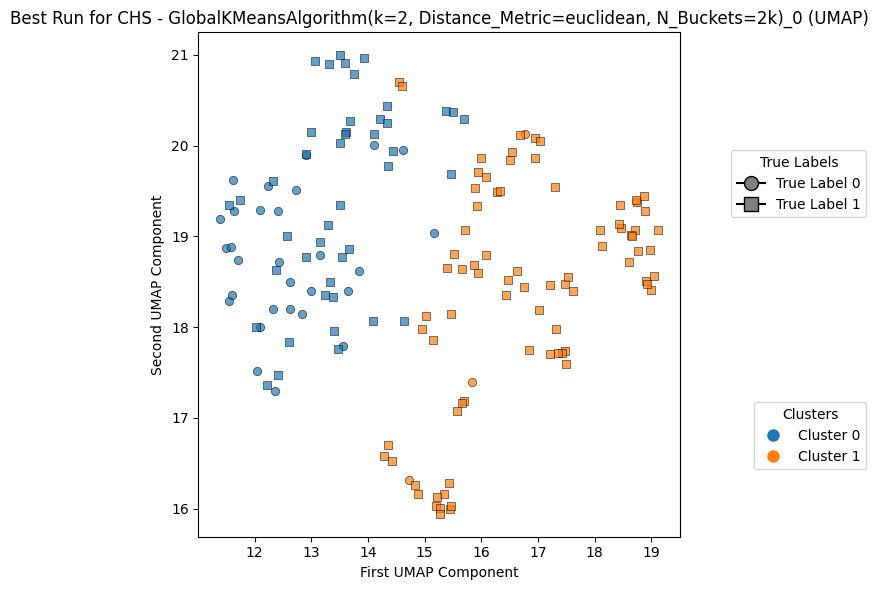 Best Run for CHS - GlobalKMeansAlgorithm(k=2, Distance_Metric=euclidean, N_Buckets=2k)_0 (UMAP)
21
20
19
18
17
16
Second UMAP Component
12
13
14
15
16
17
18
19
First UMAP Component
True Labels
True Label 0
True Label 1
Clusters
Cluster 0
Cluster 1